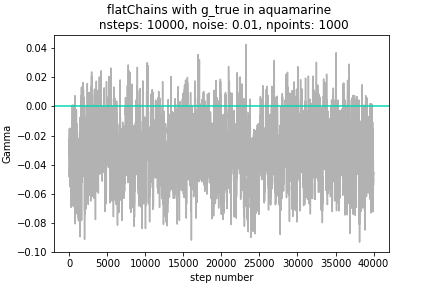 flatChains with g_true in aquamarine
nsteps: 10000, noise: 0.01, npoints: 1000
0.04
0.02
0.00
−0.02
−0.04
−0.06
−0.08
−0.10
Gamma
0 5000 10000 15000 20000 25000 30000 35000 40000
step number